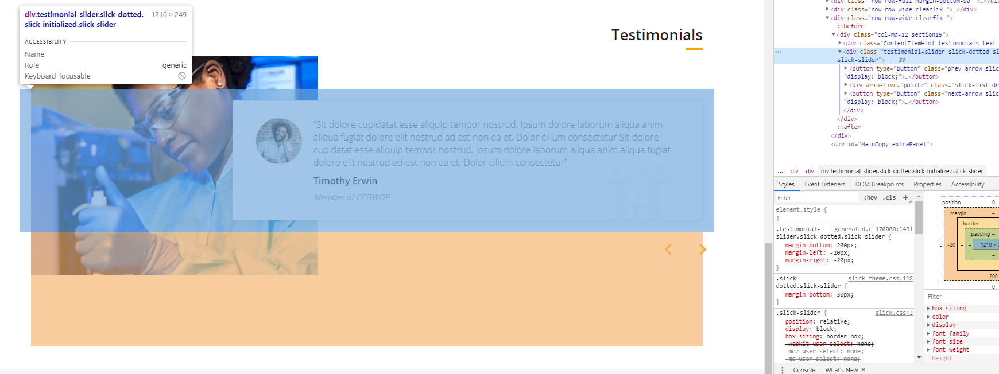 div.testimonial-slider.slick-dotted. 1210 × 249
slick-initialized.slick-slider
ACCESSIBILITY
Name
Role generic
Keyboard-focusable
Testimonials
“Sit dolore cupidatat esse aliquip tempor nostrud. Ipsum dolore laborum aliqua anim
aliqua fugiat dolore elit nostrud ad est non ea et. Dolor cillum consectetur Sit dolore
cupidatat esse aliquip tempor nostrud. Ipsum dolore laborum aliqua anim aliqua fugiat
dolore elit nostrud ad est non ea et. Dolor cillum consectetur”
Timothy Erwin
Member of CCGWOP
<div class="row row-full margin-bottom-50 ">…</div>
<div class="row row-wide clearfix ">…</div>
<div class="row row-wide clearfix ">
::before
<div class="col-md-12 section15">
<div class="ContentItemHtml testimonials text-
<div class="testimonial-slider slick-dotted sl
slick-slider"> == $0
<button type="button" class="prev-arrow slic
"display: block;">…</button>
<div aria-live="polite" class="slick-list dr
<button type="button" class="next-arrow slic
"display: block;">…</button>
</div>
</div>
::after
</div>
<div id="MainCopy_extraPanel">
… div div div.testimonial-slider.slick-dotted.slick-initialized.slick-slider
Styles Event Listeners DOM Breakpoints Properties Accessibility
Filter :hov .cls +
element.style {
}
.testimonial- generated.c…170000:1431
slider.slick-dotted.slick-slider {
margin-bottom: 200px;
margin-left: -20px;
margin-right: -20px;
}
.slick- slick-theme.css:118
dotted.slick-slider {
margin-bottom: 30px;
}
.slick-slider { slick.css:3
position: relative;
display: block;
box-sizing: border-box;
-webkit-user-select: none;
-moz-user-select: none;
-ms-user-select: none;
position 0
margin –
border –
padding –
0 -20 – – 1210 × 2
–
–
200
0
Filter
box-sizing
color
display
font-family
font-size
font-weight
height
Console What's New ×